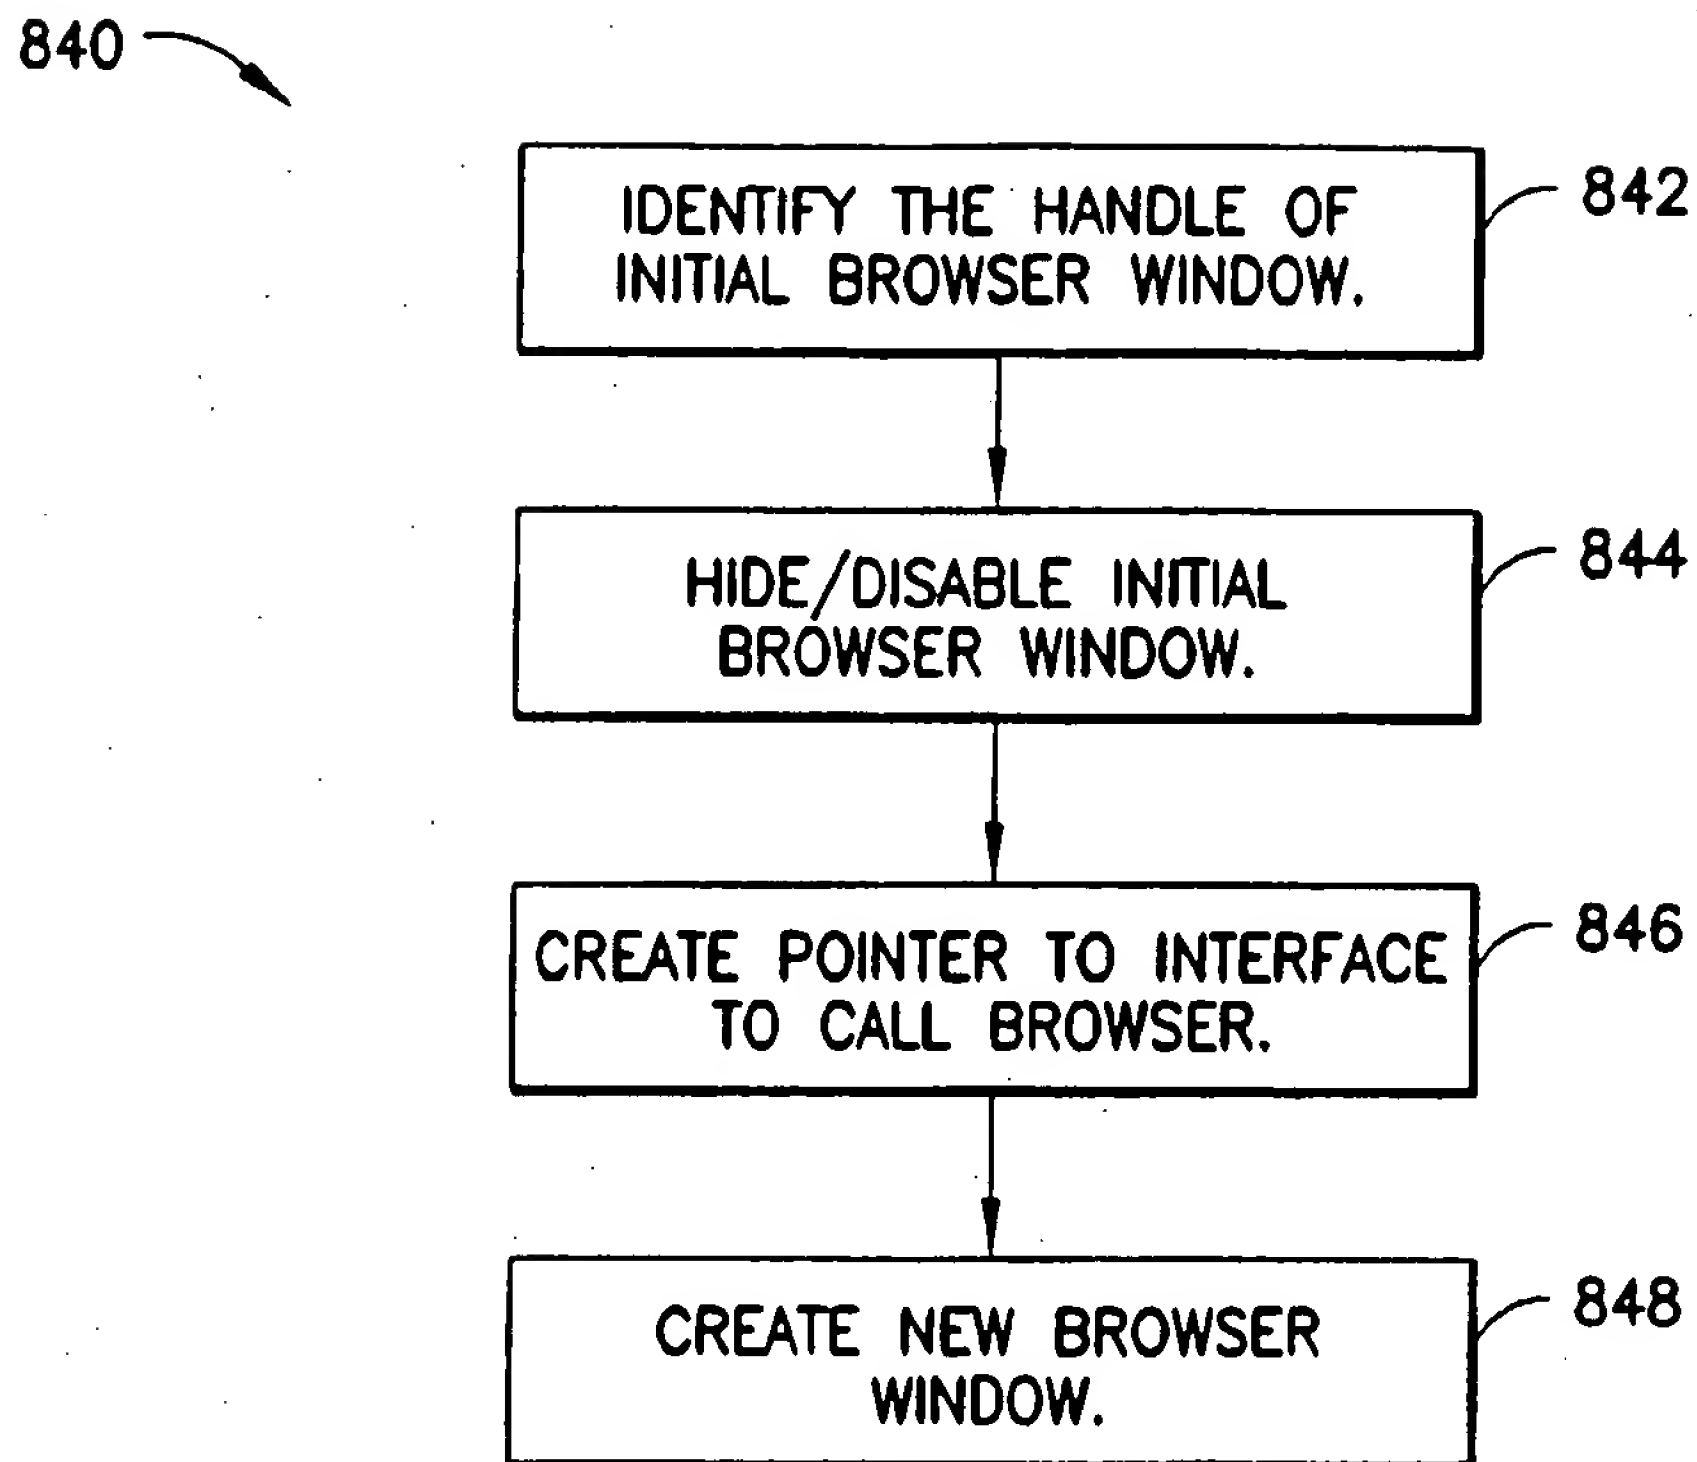 840
IDENTIFY THE HANDLE OF
INITIAL BROWSER WINDOW.
842
HIDE/DISABLE INITIAL
BROWSER WINDOW.
844
CREATE POINTER TO INTERFACE
TO CALL BROWSER.
846
CREATE NEW BROWSER
WINDOW.
848